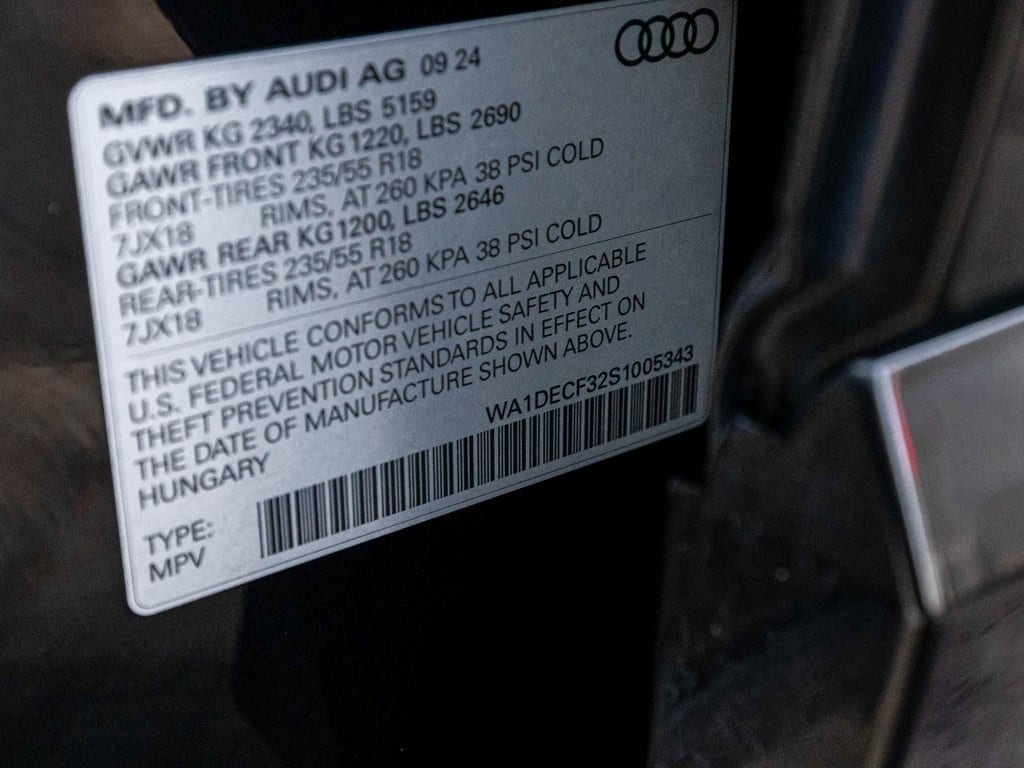 MFD. BY AUDI AG 09 24
GVWR KG 2340, LBS 5159
GAWR FRONT KG 1220, LBS 2690
FRONT-TIRES 235/55 R18
7JX18 RIMS, AT 260 KPA 38 PSI COLD
GAWR REAR KG 1200, LBS 2646
REAR-TIRES 235/55 R18
7JX18 RIMS, AT 260 KPA 38 PSI COLD
THIS VEHICLE CONFORMS TO ALL APPLICABLE
U.S. FEDERAL MOTOR VEHICLE SAFETY AND
THEFT PREVENTION STANDARDS IN EFFECT ON
THE DATE OF MANUFACTURE SHOWN ABOVE.
HUNGARY WA1DECF32S1005343
TYPE:
MPV